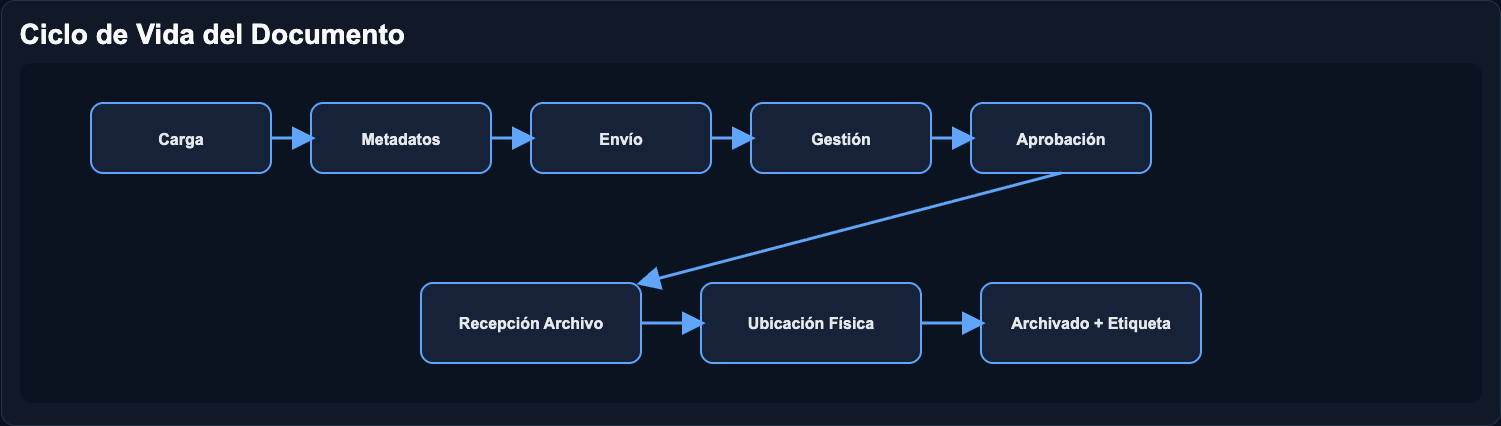 Ciclo de Vida del Documento
Carga
Metadatos
Envío
Gestión
Aprobación
Recepción Archivo
Ubicación Física
Archivado + Etiqueta